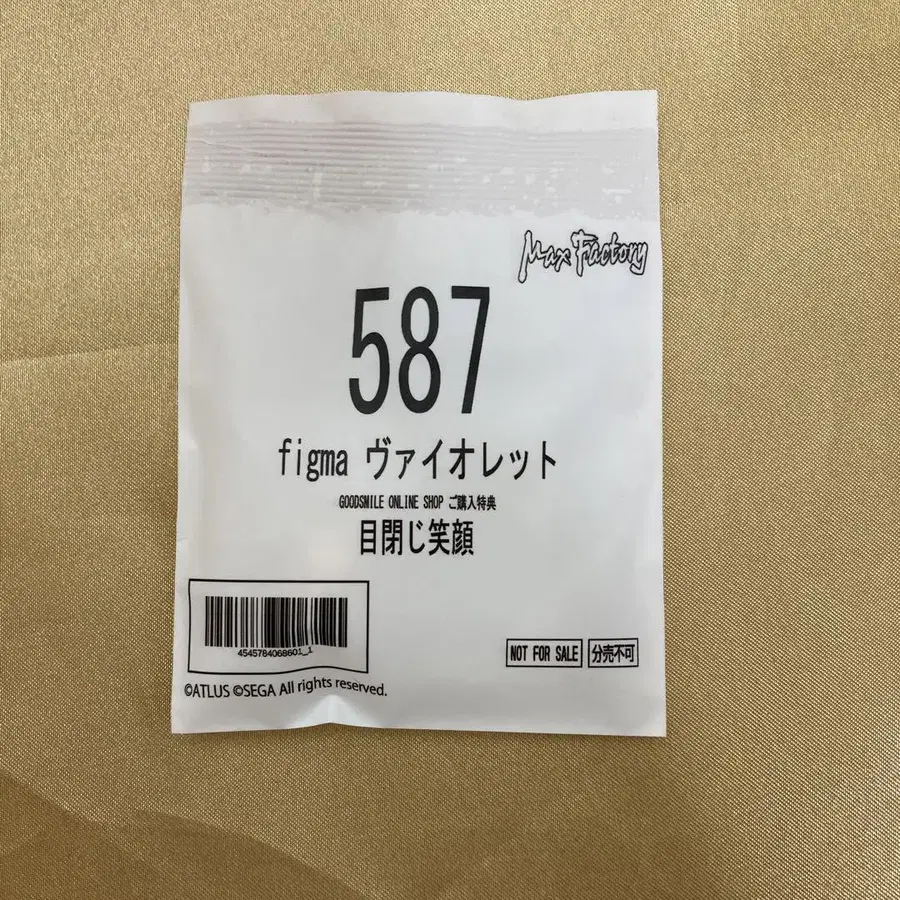 Max Factory
587
figma ヴァイオレット
GOODSMILE ONLINE SHOP ご購入特典
目閉じ笑顔
4545784068601_1
NOT FOR SALE 分売不可
©ATLUS ©SEGA All rights reserved.